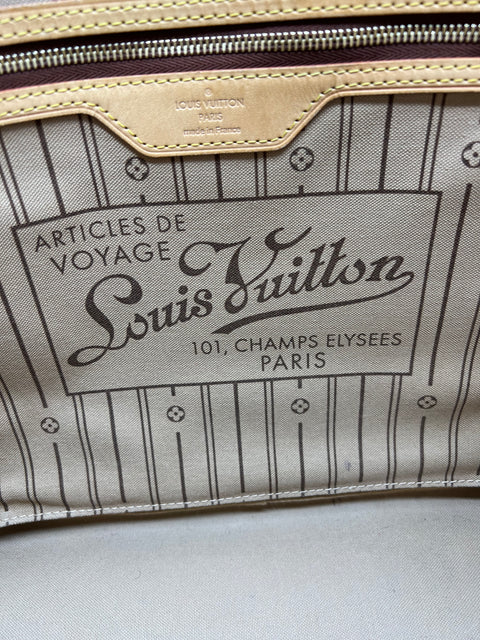 LOUIS VUITTON
PARIS
made in France
ARTICLES DE
VOYAGE
Louis Vuitton
101, CHAMPS ELYSEES
PARIS